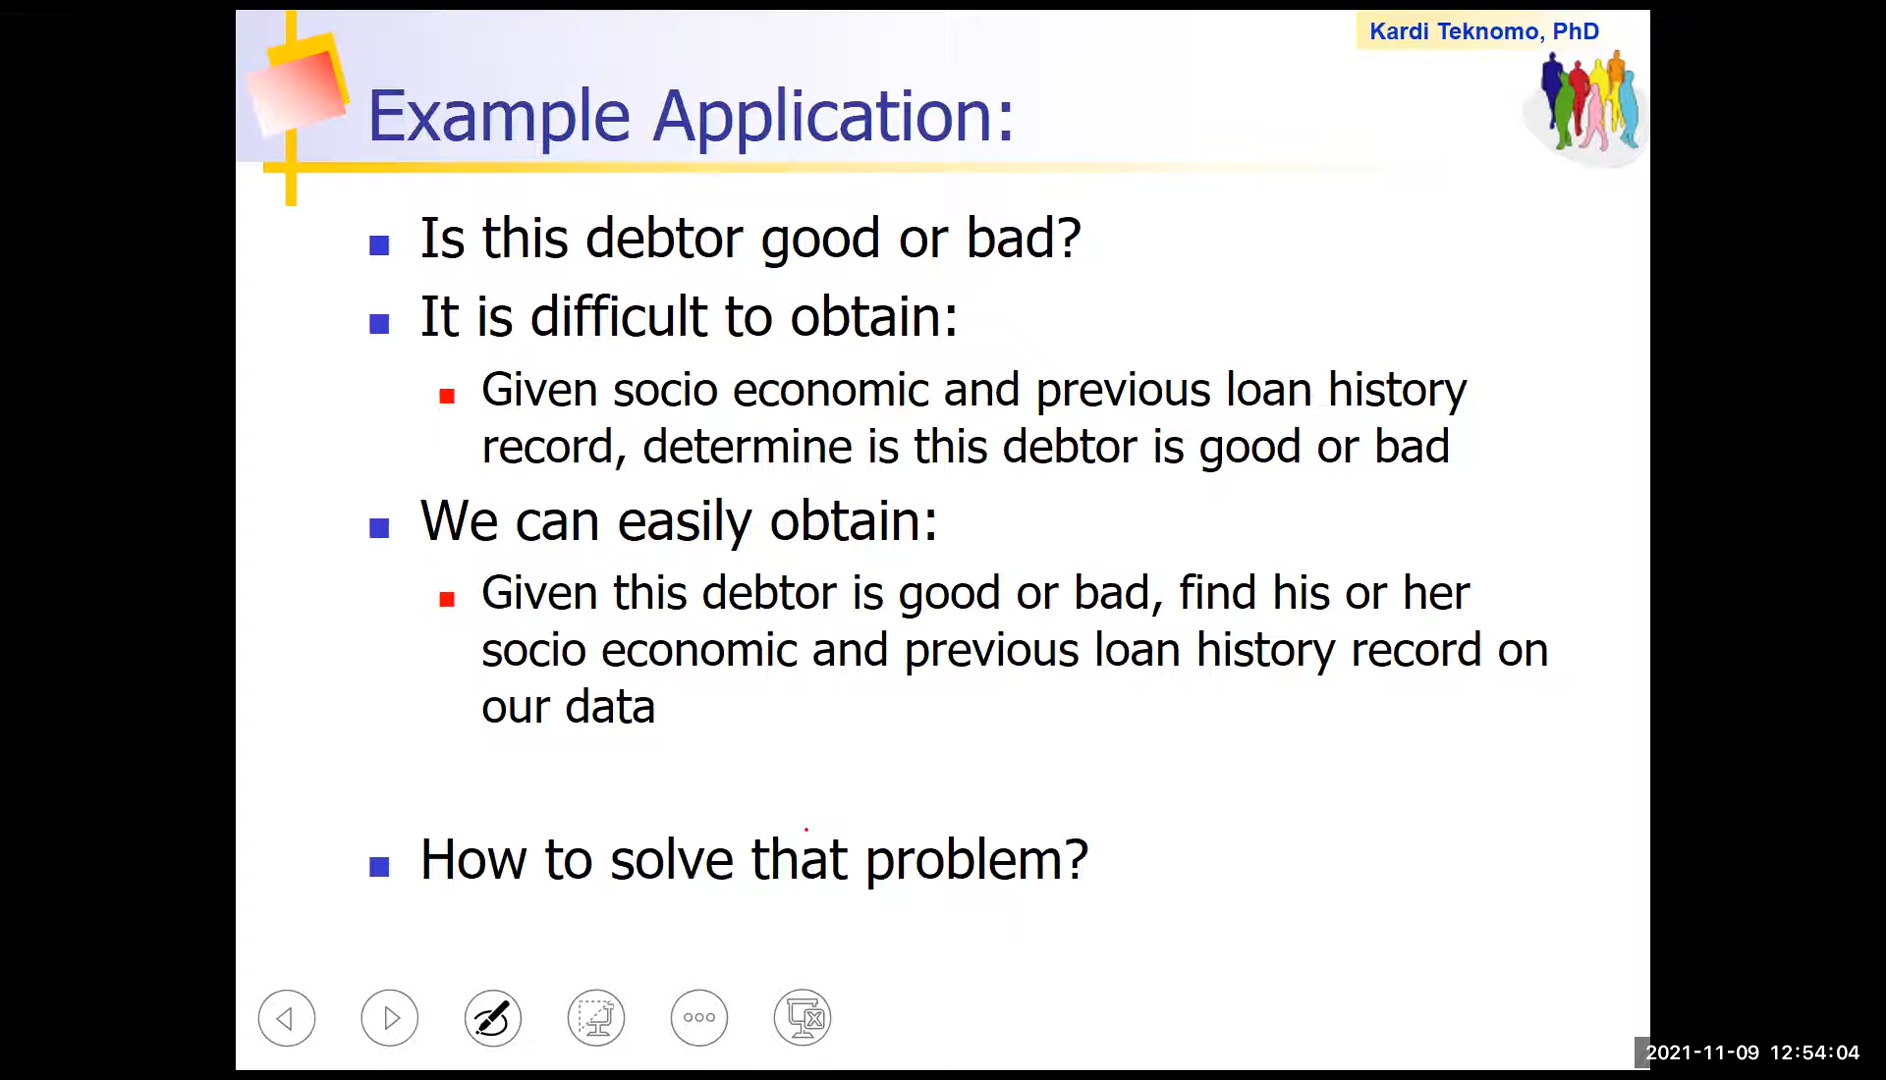 Kardi Teknomo, PhD
Example Application:
Is this debtor good or bad?
It is difficult to obtain:
Given socio economic and previous loan history
record, determine is this debtor is good or bad
We can easily obtain:
Given this debtor is good or bad, find his or her
socio economic and previous loan history record on
our data
How to solve that problem?
2021-11-09 12:54:04